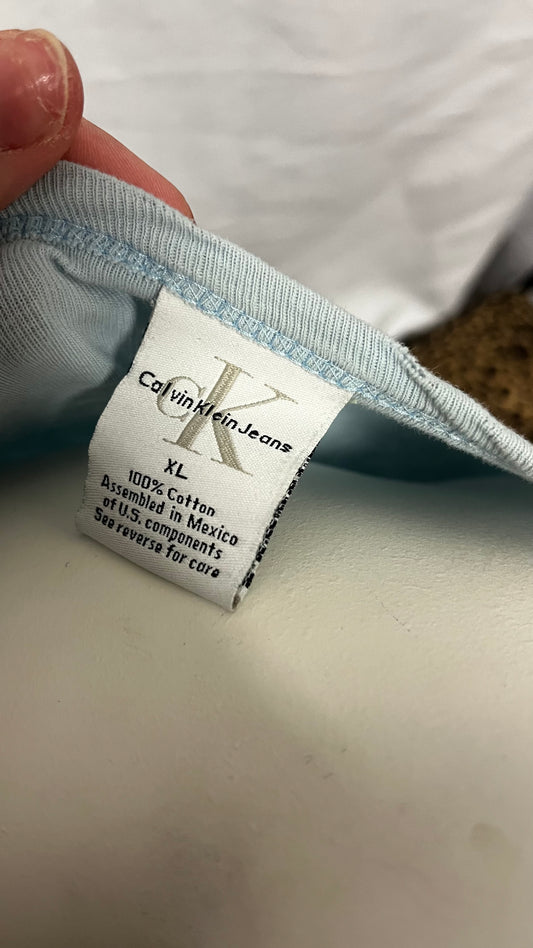 cK
Calvin Klein Jeans
XL
100% Cotton
Assembled in Mexico
of U.S. components
See reverse for care